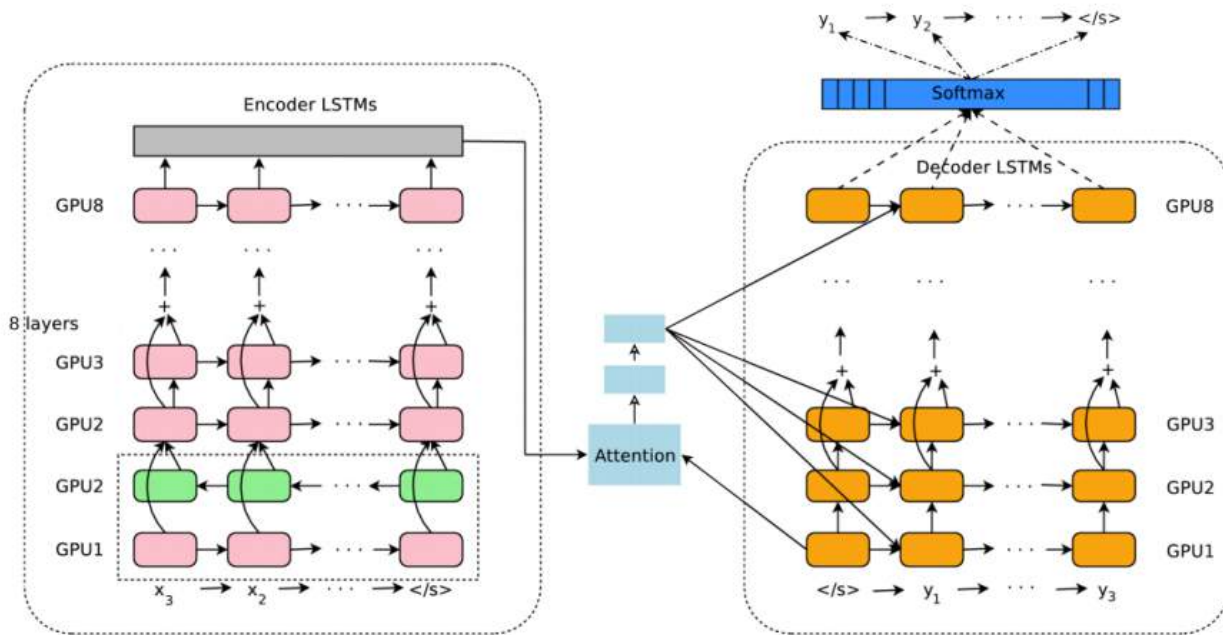 y₁ y₂ · · · </s>
Softmax
Encoder LSTMs
Decoder LSTMs
GPU8
GPU8
· · · · · · · · ·
· · · · · · · · ·
8 layers
GPU3
GPU2
GPU2
GPU1
x₃ x₂ · · · </s>
Attention
GPU3
GPU2
GPU1
</s> y₁ · · · y₃